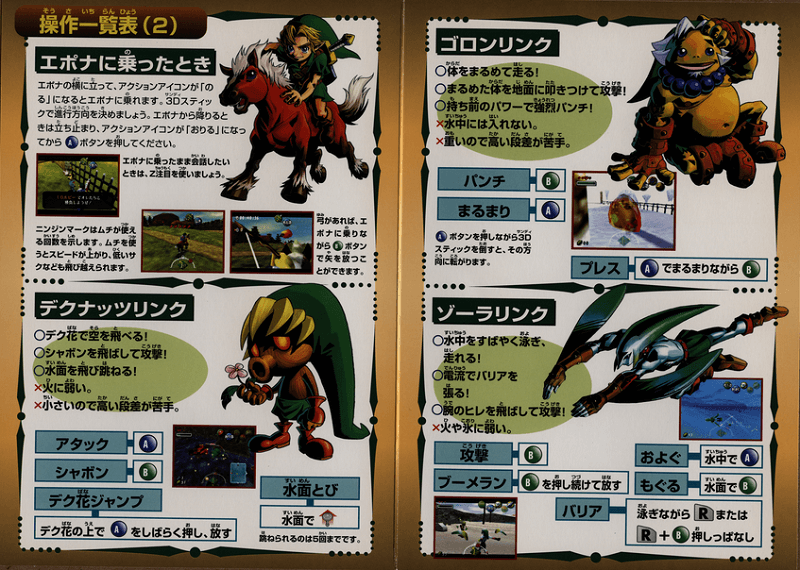 操作一覧表(2)
エポナに乗ったとき
エポナの横に立って、アクションアイコンが「の
る」になるとエポナに乗れます。3Dスティッ
クで進行方向を決めましょう。エポナから降りると
きは立ち止まり、アクションアイコンが「おりる」になっ
てから A ボタンを押してください。
エポナに乗ったまま会話したい
ときは、Z注目を使いましょう。
ニンジンマークはムチが使え
る回数を示します。ムチを使
うとスピードが上がり、低いサ
クなども飛び越えられます。
弓があれば、エ
ポナに乗りな
がら B ボタン
で矢を放つこ
とができます。
デクナッツリンク
○デク花で空を飛べる!
○シャボンを飛ばして攻撃!
○水面を飛び跳ねる!
×火に弱い。
×小さいので高い段差が苦手。
アタック A
シャボン B
デク花ジャンプ
デク花の上で A をしばらく押し、放す
水面とび
水面で
跳ねられるのは5回までです。
ゴロンリンク
○体をまるめて走る!
○まるめた体を地面に叩きつけて攻撃!
○持ち前のパワーで強烈パンチ!
×水中には入れない。
×重いので高い段差が苦手。
パンチ B
まるまり A
A ボタンを押しながら3D
スティックを倒すと、その方
向に転がります。
プレス A でまるまりながら B
ゾーラリンク
○水中をすばやく泳ぎ、
走れる!
○電流でバリアを
張る!
○腕のヒレを飛ばして攻撃!
×火や氷に弱い。
攻撃 B
ブーメラン B を押し続けて放す
およぐ 水中で A
もぐる 水面で B
バリア 泳ぎながら R または
R + B 押しっぱなし